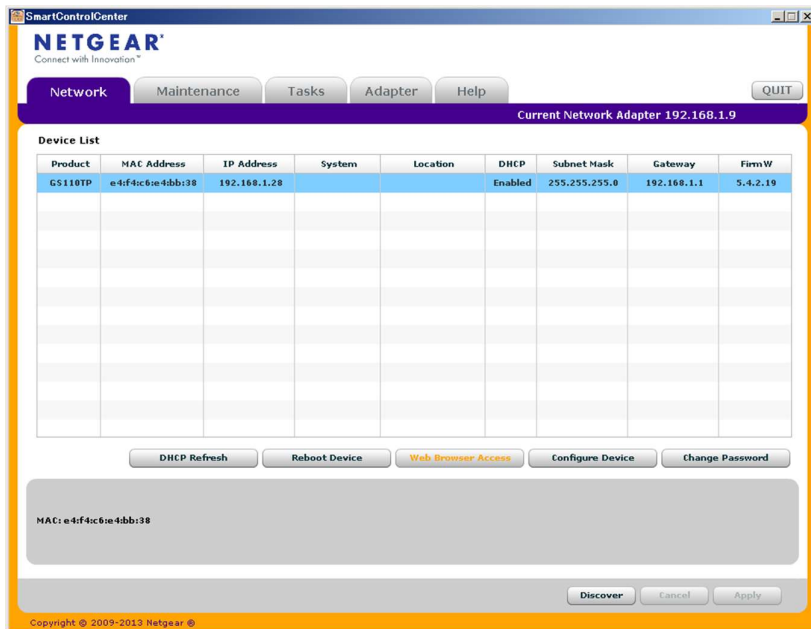 SmartControlCenter
NETGEAR®
Connect with Innovation™
Network Maintenance Tasks Adapter Help QUIT
Current Network Adapter 192.168.1.9
Device List
Product MAC Address IP Address System Location DHCP Subnet Mask Gateway FirmW
GS110TP e4:f4:c6:e4:bb:38 192.168.1.28 Enabled 255.255.255.0 192.168.1.1 5.4.2.19
DHCP Refresh Reboot Device Web Browser Access Configure Device Change Password
MAC: e4:f4:c6:e4:bb:38
Discover Cancel Apply
Copyright © 2009-2013 Netgear ®